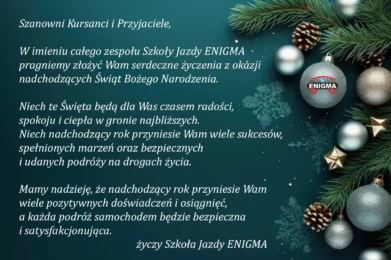 Szanowni Kursanci i Przyjaciele,
W imieniu całego zespołu Szkoły Jazdy ENIGMA
pragniemy złożyć Wam serdeczne życzenia z okazji
nadchodzących Świąt Bożego Narodzenia.
Niech te Święta będą dla Was czasem radości,
spokoju i ciepła w gronie najbliższych.
Niech nadchodzący rok przyniesie Wam wiele sukcesów,
spełnionych marzeń oraz bezpiecznych
i udanych podróży na drogach życia.
Mamy nadzieję, że nadchodzący rok przyniesie Wam
wiele pozytywnych doświadczeń i osiągnięć,
a każda podróż samochodem będzie bezpieczna
i satysfakcjonująca.
życzy Szkoła Jazdy ENIGMA
ENIGMA